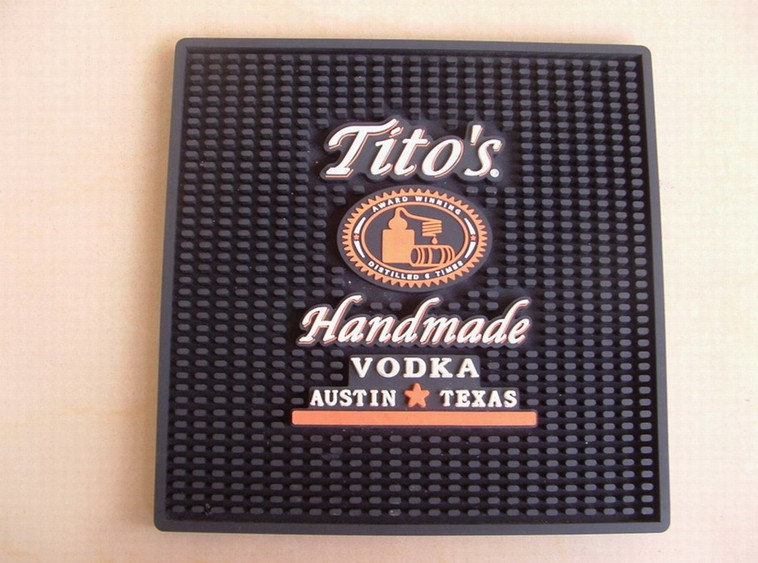 Tito's.
AWARD WINNING
DISTILLED 6 TIMES
Handmade
VODKA
AUSTIN ★ TEXAS